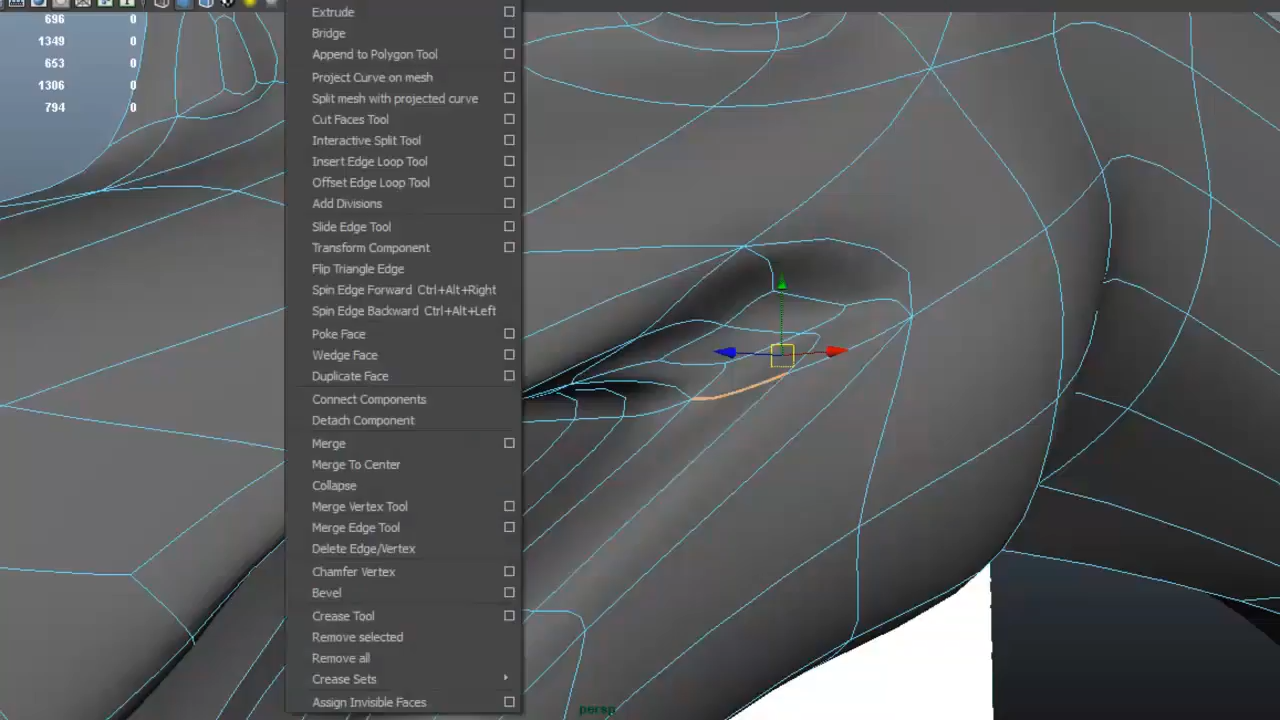 696 0
1349 0
653 0
1306 0
794 0
Extrude
Bridge
Append to Polygon Tool
Project Curve on mesh
Split mesh with projected curve
Cut Faces Tool
Interactive Split Tool
Insert Edge Loop Tool
Offset Edge Loop Tool
Add Divisions
Slide Edge Tool
Transform Component
Flip Triangle Edge
Spin Edge Forward Ctrl+Alt+Right
Spin Edge Backward Ctrl+Alt+Left
Poke Face
Wedge Face
Duplicate Face
Connect Components
Detach Component
Merge
Merge To Center
Collapse
Merge Vertex Tool
Merge Edge Tool
Delete Edge/Vertex
Chamfer Vertex
Bevel
Crease Tool
Remove selected
Remove all
Crease Sets
Assign Invisible Faces
persp